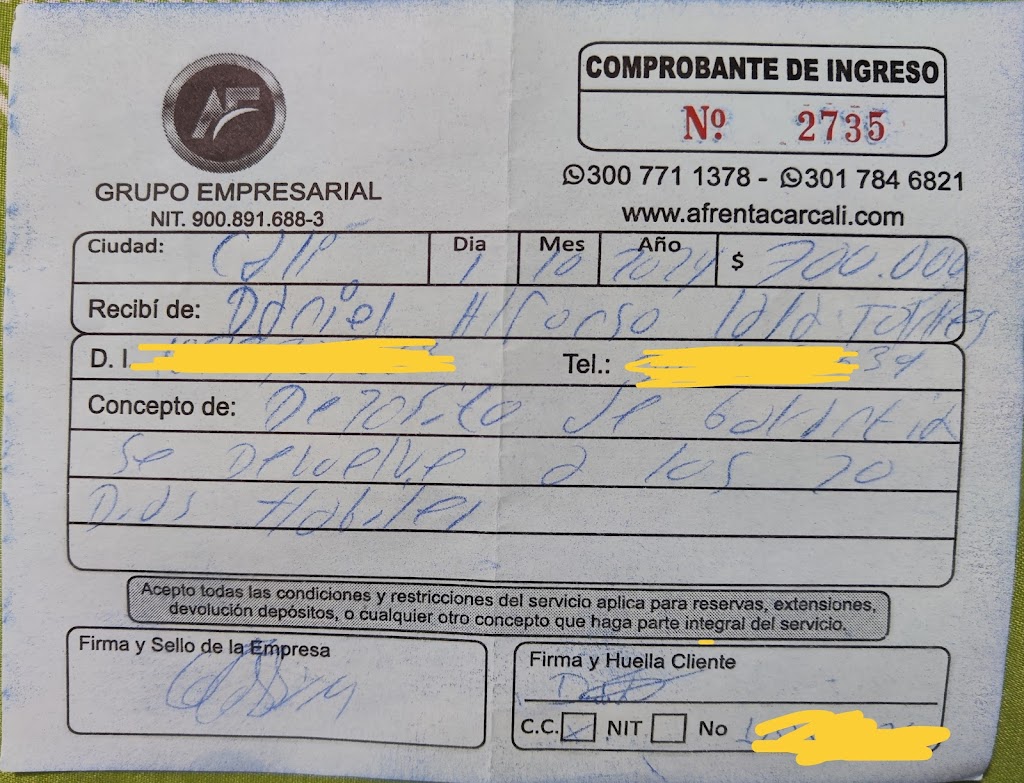 AF
GRUPO EMPRESARIAL
NIT. 900.891.688-3
COMPROBANTE DE INGRESO
Nº 2735
300 771 1378 - 301 784 6821
www.afrentacarcali.com
Ciudad: Cali Dia 1 Mes 10 Año 2024 $ 700.000
Recibí de: Daniel Alfonso Torres
D. I. Tel.: 39
Concepto de: Deposito de Garantia
Se Devuelve a los 20
Dias Habiles
Acepto todas las condiciones y restricciones del servicio aplica para reservas, extensiones,
devolución depósitos, o cualquier otro concepto que haga parte integral del servicio.
Firma y Sello de la Empresa
Firma y Huella Cliente
C.C. X NIT No